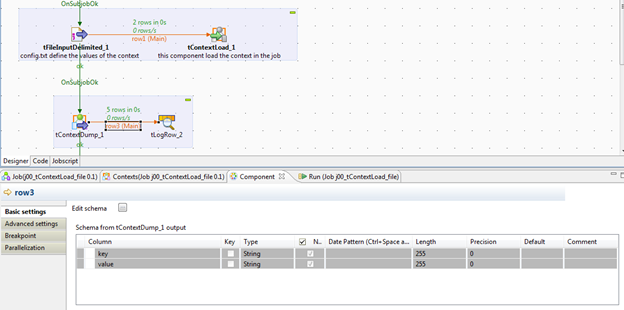 OnSubjobOk
2 rows in 0s
0 rows/s
row1 (Main)
tFileInputDelimited_1
tContextLoad_1
config.txt define the values of the context
this component load the context in the job
ok
OnSubjobOk
5 rows in 0s
0 rows/s
row3 (Main)
tContextDump_1
tLogRow_2
ok
Designer Code Jobscript
Job(j00_tContextLoad_file 0.1) Contexts(Job j00_tContextLoad_file 0.1) Component Run (Job j00_tContextLoad_file)
row3
Basic settings
Advanced settings
Breakpoint
Parallelization
Edit schema ...
Schema from tContextDump_1 output
Column Key Type N.. Date Pattern (Ctrl+Space a... Length Precision Default Comment
key String 255 0
value String 255 0